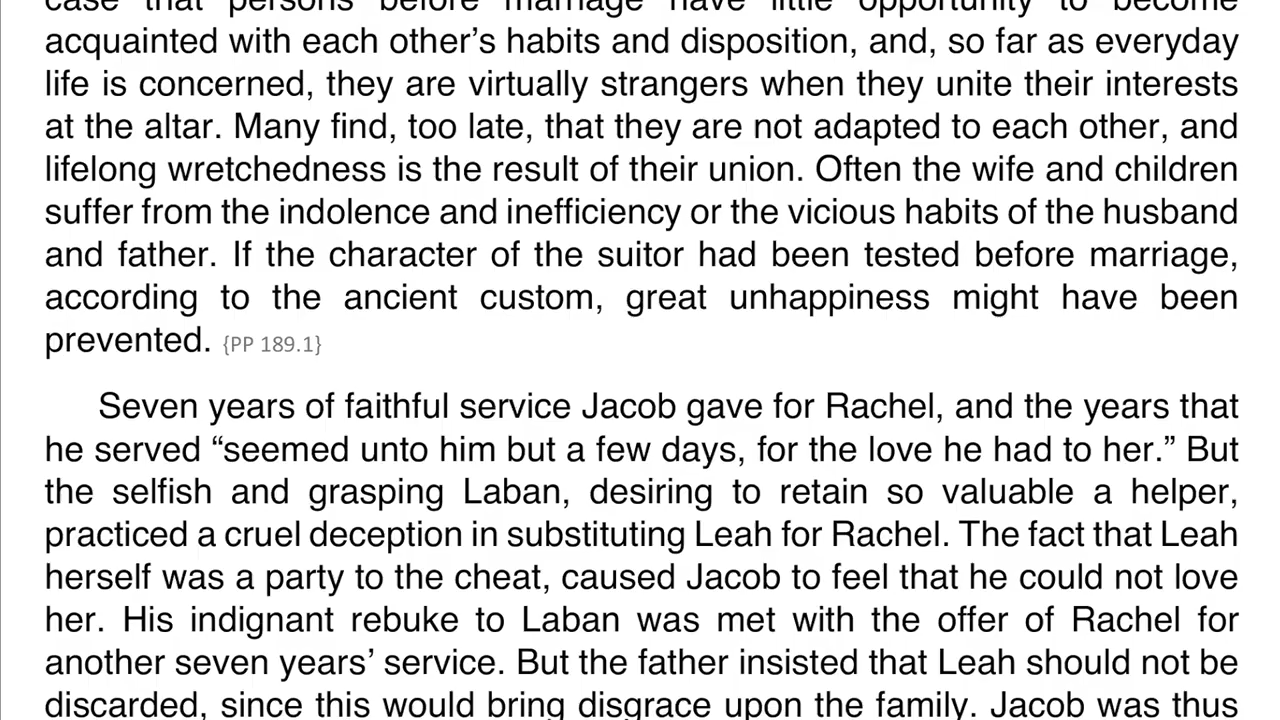 case that persons before marriage have little opportunity to become
acquainted with each other’s habits and disposition, and, so far as everyday
life is concerned, they are virtually strangers when they unite their interests
at the altar. Many find, too late, that they are not adapted to each other, and
lifelong wretchedness is the result of their union. Often the wife and children
suffer from the indolence and inefficiency or the vicious habits of the husband
and father. If the character of the suitor had been tested before marriage,
according to the ancient custom, great unhappiness might have been
prevented. {PP 189.1}
Seven years of faithful service Jacob gave for Rachel, and the years that
he served “seemed unto him but a few days, for the love he had to her.” But
the selfish and grasping Laban, desiring to retain so valuable a helper,
practiced a cruel deception in substituting Leah for Rachel. The fact that Leah
herself was a party to the cheat, caused Jacob to feel that he could not love
her. His indignant rebuke to Laban was met with the offer of Rachel for
another seven years’ service. But the father insisted that Leah should not be
discarded, since this would bring disgrace upon the family. Jacob was thus